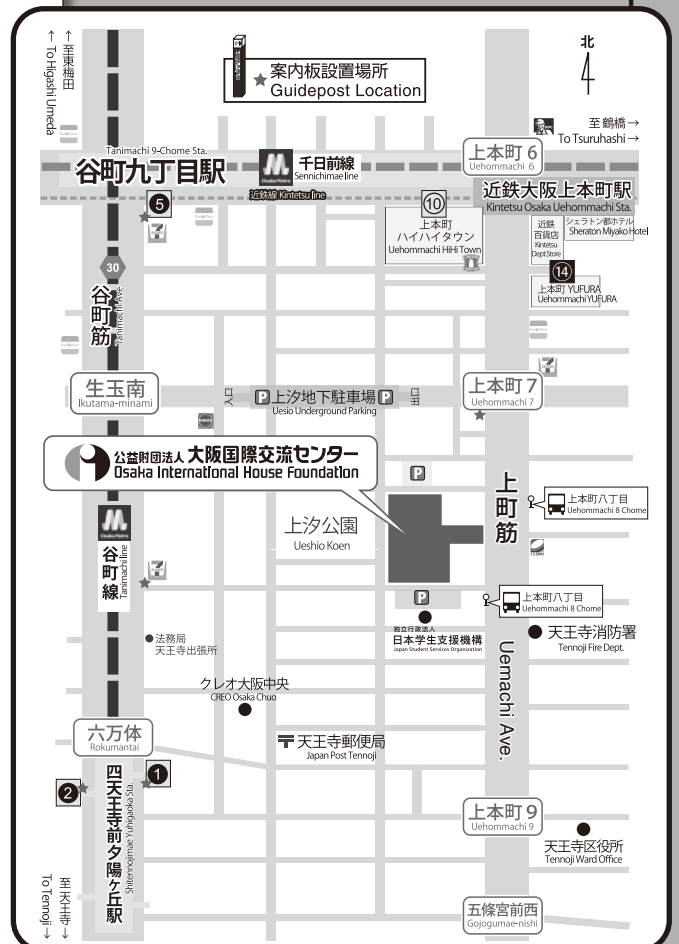 ← 至東梅田
← To Higashi Umeda
案内板設置場所
Guidepost Location
北
4
至 鶴橋 →
To Tsuruhashi →
上本町 6
Uehommachi 6
Tanimachi 9-Chome Sta.
谷町九丁目駅
Osaka Metro
千日前線
Sennichimae line
近鉄線 Kintetsu line
近鉄大阪上本町駅
Kintetsu Osaka Uehommachi Sta.
5
10
上本町
ハイハイタウン
Uehommachi HiHi Town
近鉄
百貨店
Kintetsu
Dept.Store
シェラトン都ホテル
Sheraton Miyako Hotel
14
上本町 YUFURA
Uehommachi YUFURA
30
谷町筋
Tanimachi Ave.
生玉南
Ikutama-minami
入口
P 上汐地下駐車場 P
Uesio Underground Parking
出口
上本町 7
Uehommachi 7
公益財団法人 大阪国際交流センター
Osaka International House Foundation
P
上汐公園
Ueshio Koen
上町筋
Uemachi Ave.
上本町八丁目
Uehommachi 8 Chome
Osaka Metro
谷町線
Tanimachi line
P
上本町八丁目
Uehommachi 8 Chome
独立行政法人
日本学生支援機構
Japan Student Services Organization
天王寺消防署
Tennoji Fire Dept.
法務局
天王寺出張所
クレオ大阪中央
CREO Osaka Chuo
六万体
Rokumantai
〒天王寺郵便局
Japan Post Tennoji
1
2
四天王寺前夕陽ヶ丘駅
Shitennojimae Yuhigaoka Sta.
上本町 9
Uehommachi 9
天王寺区役所
Tennoji Ward Office
五條宮前西
Gojogumae-nishi
至 天王寺 →
To Tennoji →